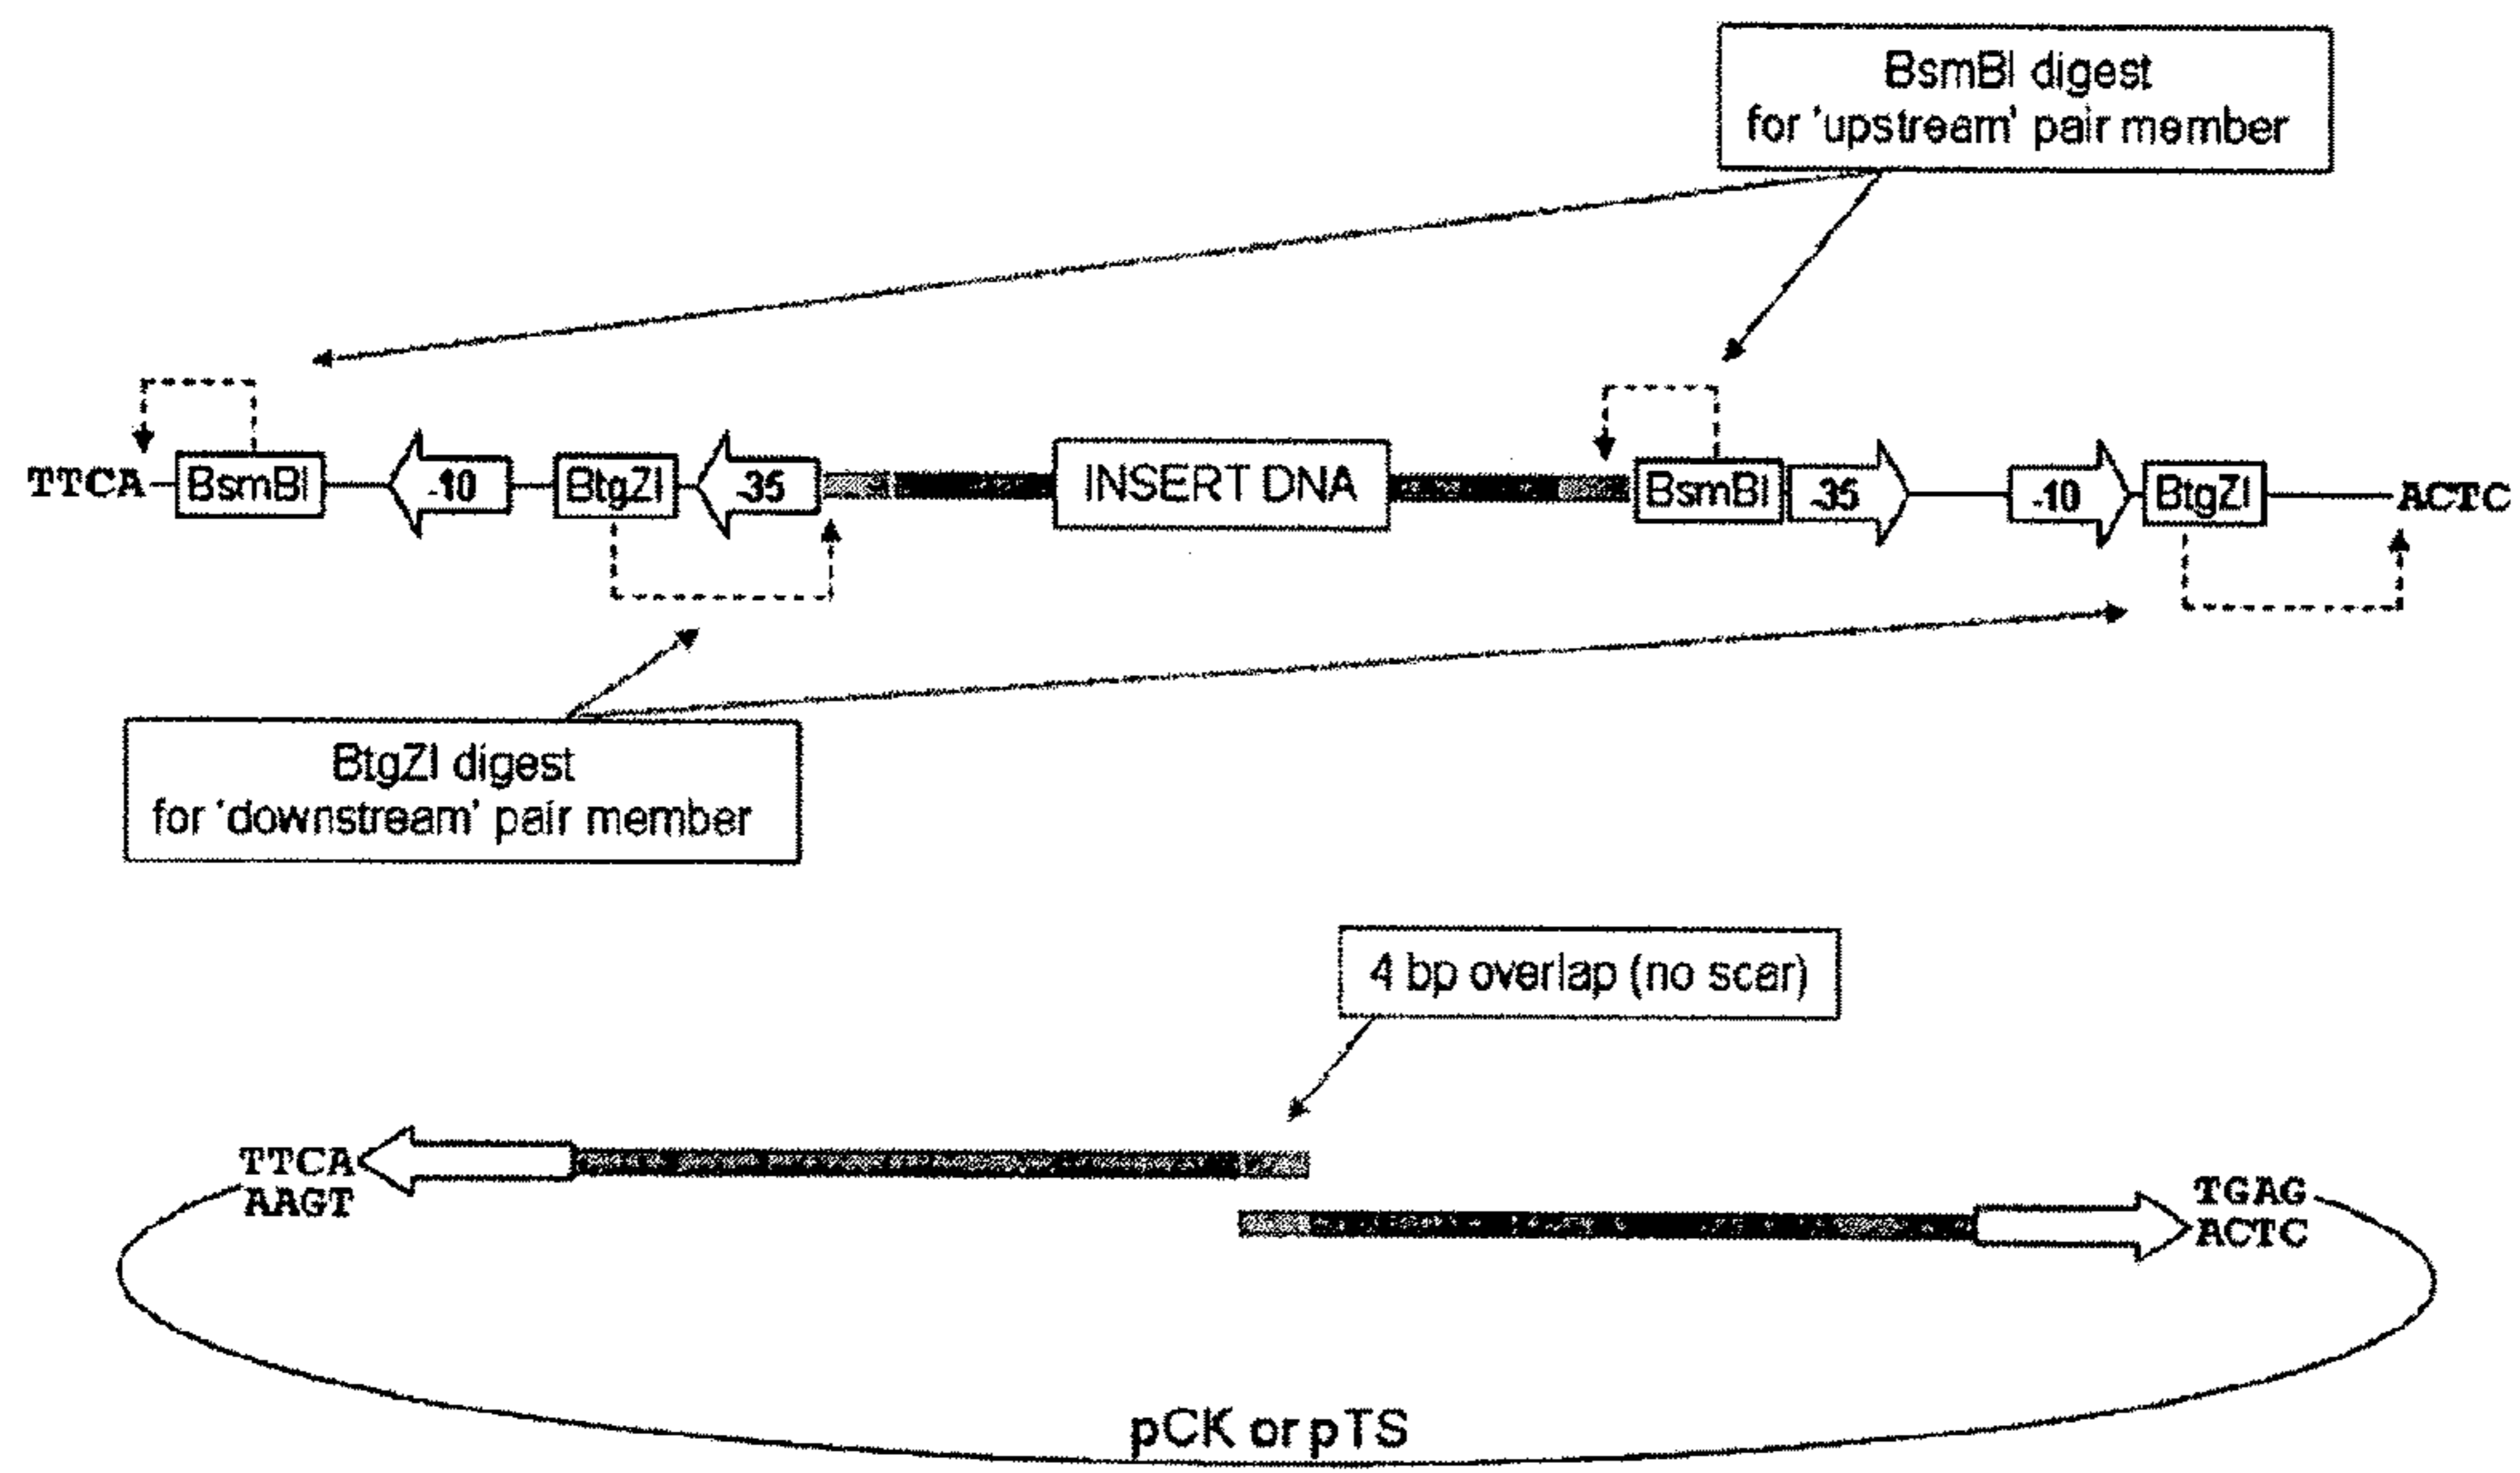 BsmBI digest
for 'upstream' pair member
TTCA BsmBI -10 BtgZI -35 INSERT DNA BsmBI -35 -10 BtgZI ACTC
BtgZI digest
for 'downstream' pair member
4 bp overlap (no scar)
TTCA
AAGT
TGAG
ACTC
pCK or pTS